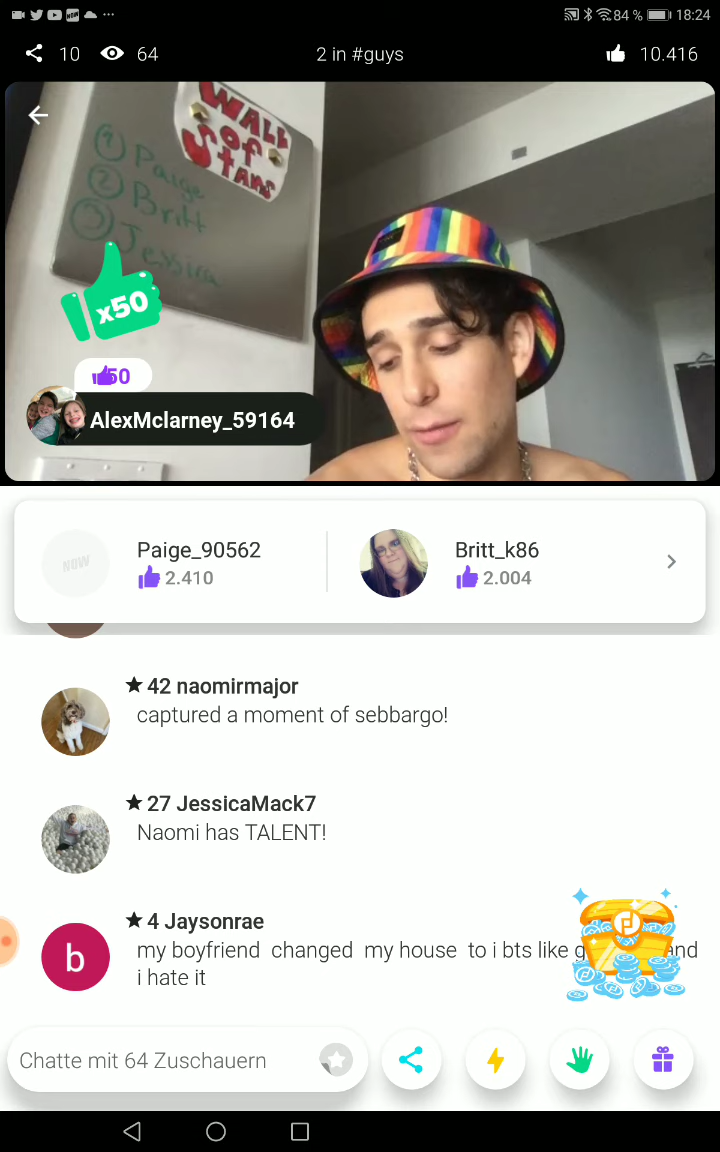 84 % 18:24
10 64 2 in #guys 10.416
WALL
of
Stans
1 Paige
2 Britt
3 Jessica
x50
50
AlexMclarney_59164
NOW
Paige_90562
2.410
Britt_k86
2.004
★ 42 naomirmajor
captured a moment of sebbargo!
★ 27 JessicaMack7
Naomi has TALENT!
b
★ 4 Jaysonrae
my boyfriend changed my house to i bts like g nd
i hate it
Chatte mit 64 Zuschauern